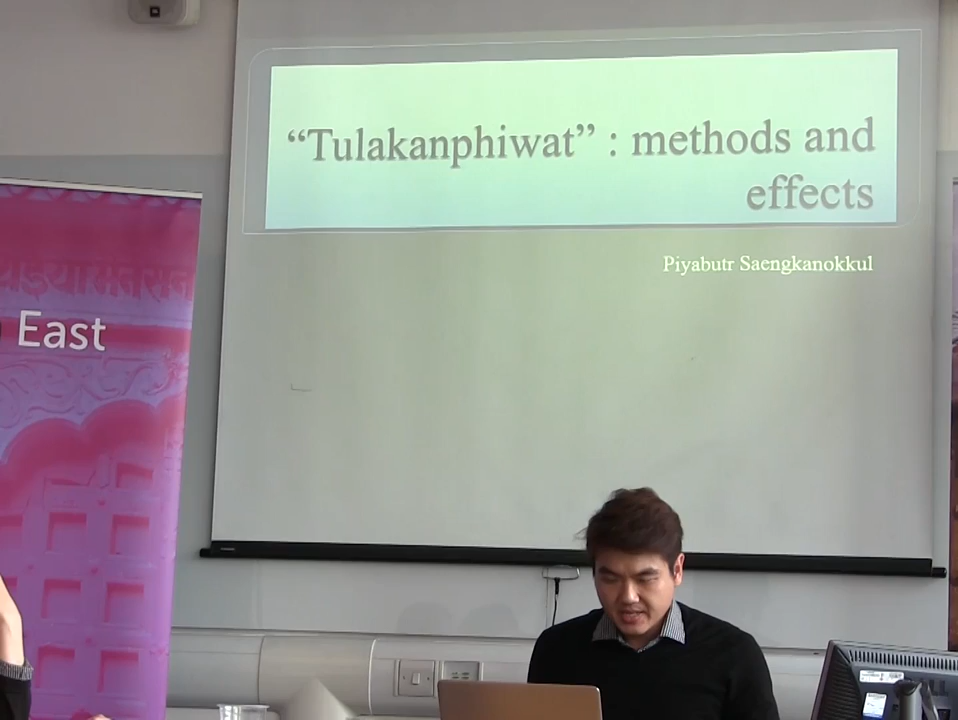 “Tulakanphiwat” : methods and
effects
Piyabutr Saengkanokkul
East